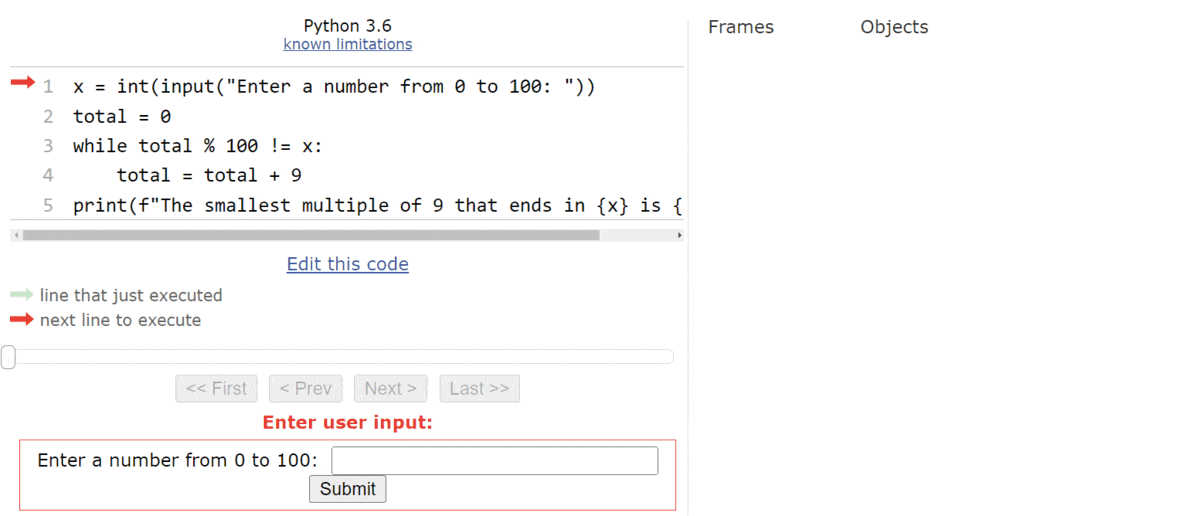 Python 3.6
known limitations
1 x = int(input("Enter a number from 0 to 100: "))
2 total = 0
3 while total % 100 != x:
4     total = total + 9
5 print(f"The smallest multiple of 9 that ends in {x} is {
Edit this code
line that just executed
next line to execute
<< First < Prev Next > Last >>
Enter user input:
Enter a number from 0 to 100:
Submit
Frames Objects